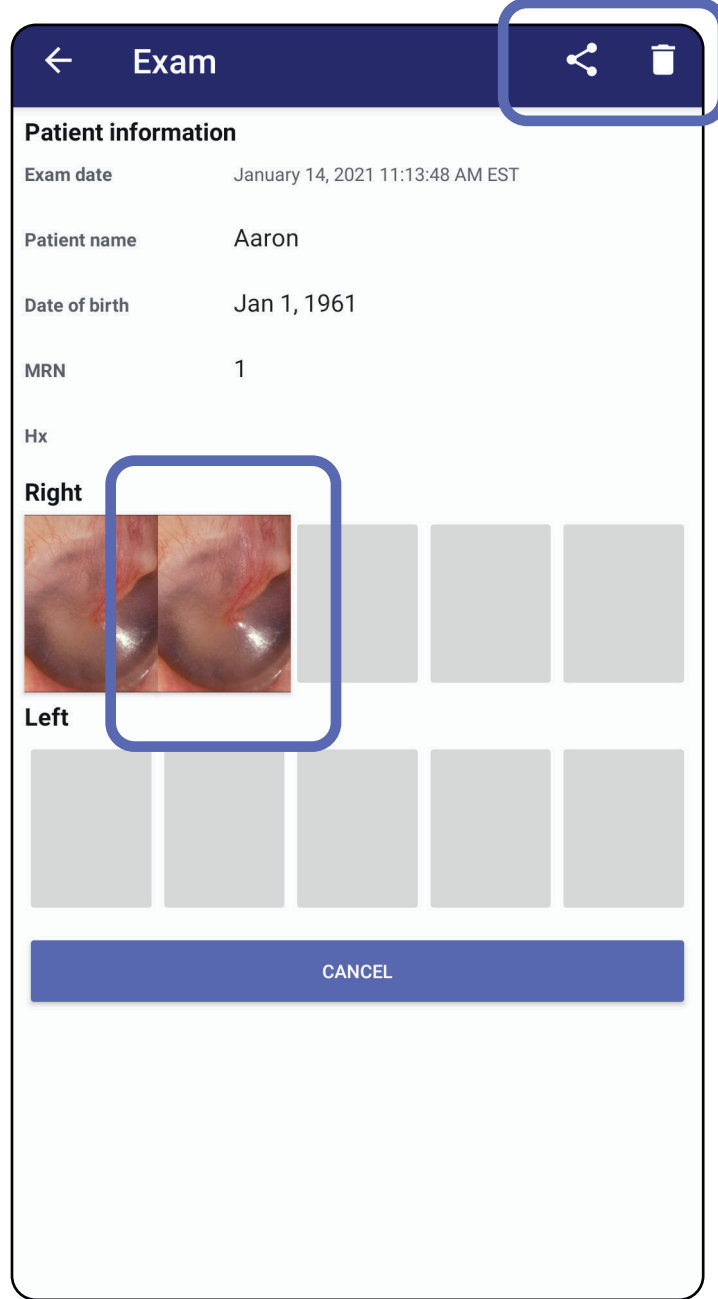 Exam
Patient information
Exam date January 14, 2021 11:13:48 AM EST
Patient name Aaron
Date of birth Jan 1, 1961
MRN 1
Hx
Right
Left
CANCEL